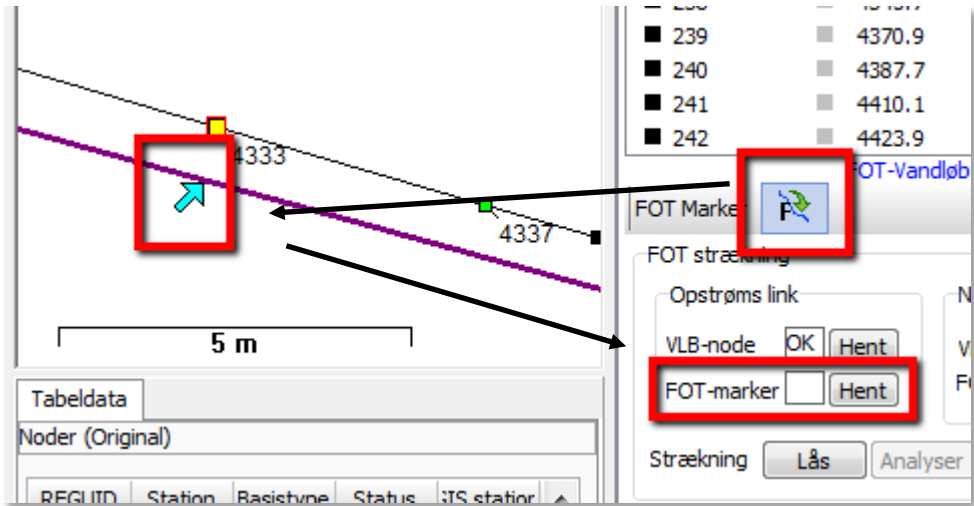 4333
4337
5 m
Tabeldata
Noder (Original)
REGUID Station Basistype Status
239 4370.9
240 4387.7
241 4410.1
242 4423.9
FOT-Vandløb
FOT Marker
FOT strækning
Opstrøms link
VLB-node OK Hent
FOT-marker Hent
Strækning Lås Analyser